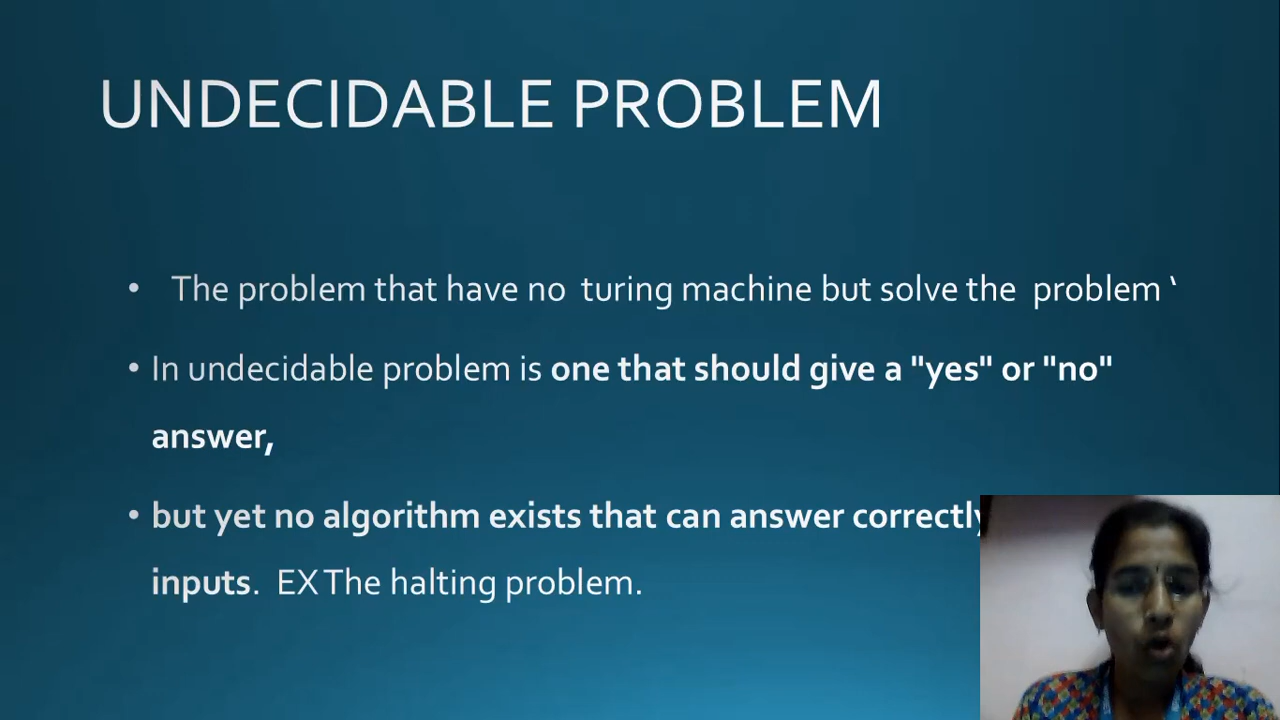 UNDECIDABLE PROBLEM
• The problem that have no turing machine but solve the problem ‘
• In undecidable problem is one that should give a "yes" or "no"
answer,
• but yet no algorithm exists that can answer correctly
inputs. EX The halting problem.